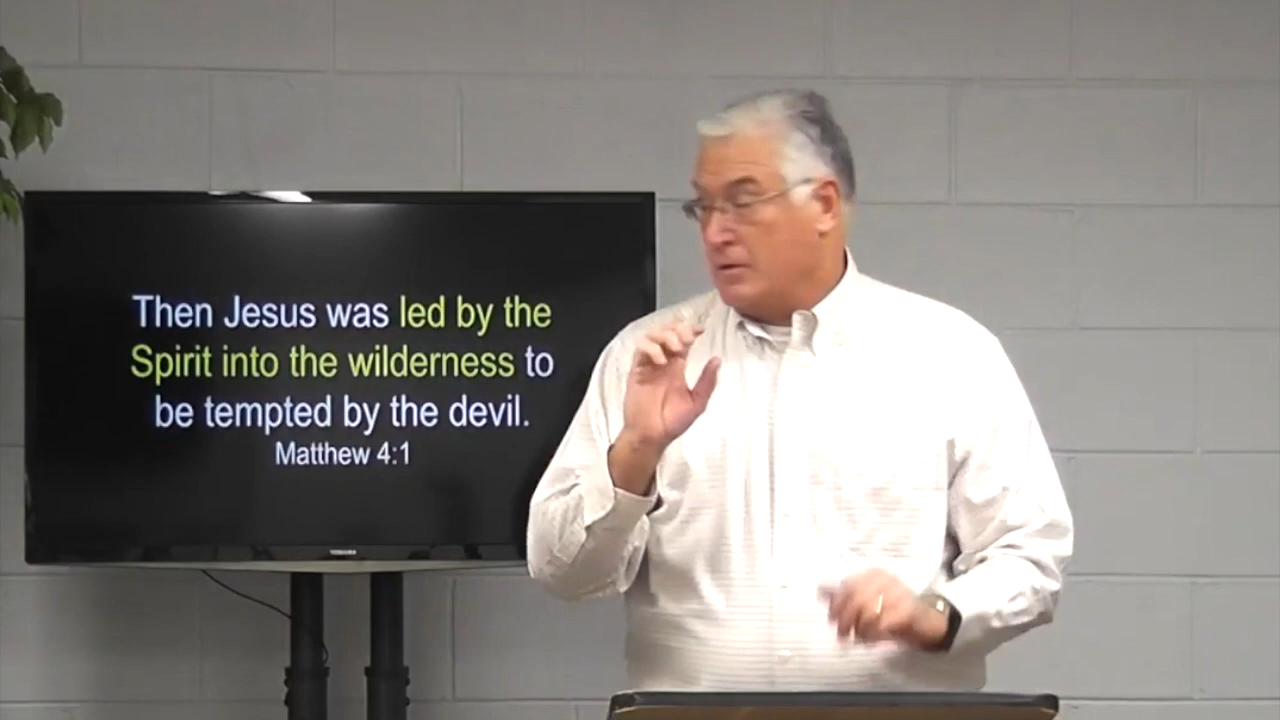 Then Jesus was led by the
Spirit into the wilderness to
be tempted by the devil.
Matthew 4:1
TOSHIBA